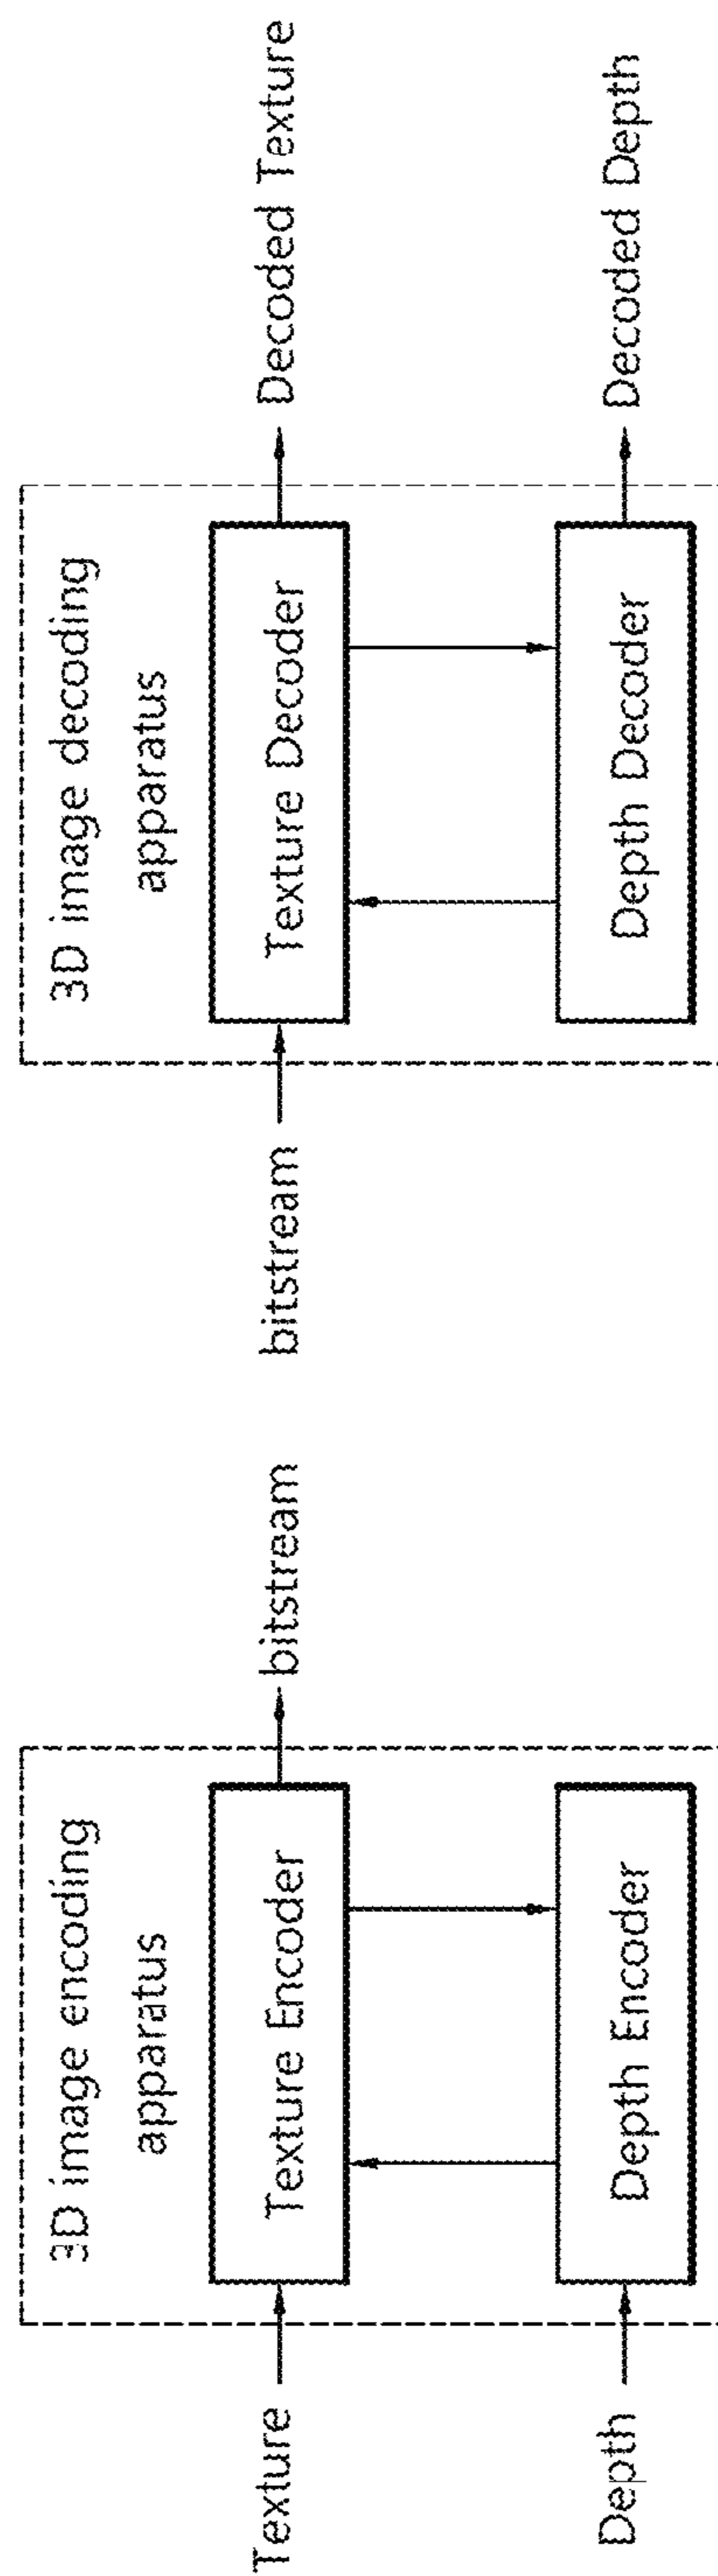 3D image encoding
apparatus
Texture
Texture Encoder
bitstream
Depth
Depth Encoder
3D image decoding
apparatus
bitstream
Texture Decoder
Decoded Texture
Depth Decoder
Decoded Depth